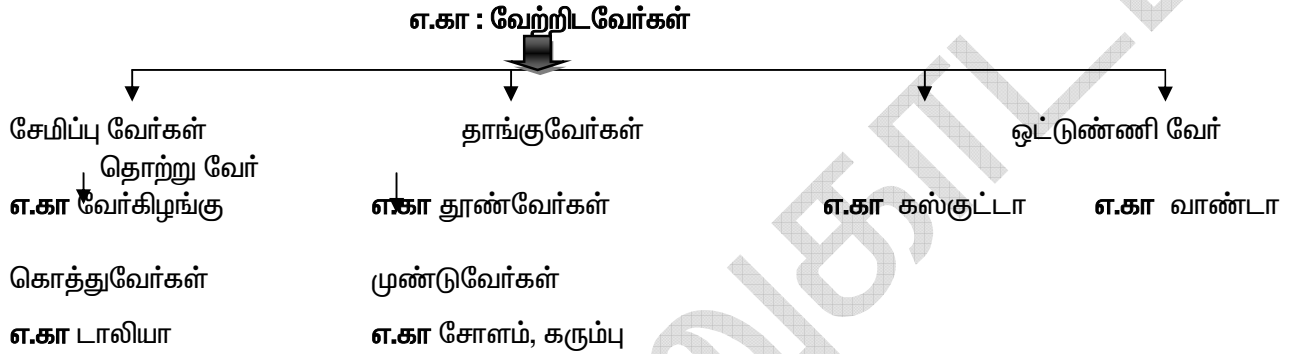 எ.கா : வேற்றிடவேர்கள்
சேமிப்பு வேர்கள் தாங்குவேர்கள் ஒட்டுண்ணி வேர்
தொற்று வேர்
எ.கா வேர்கிழங்கு எ.கா தூண்வேர்கள் எ.கா கஸ்குட்டா எ.கா வாண்டா
கொத்துவேர்கள் முண்டுவேர்கள்
எ.கா டாலியா எ.கா சோளம், கரும்பு